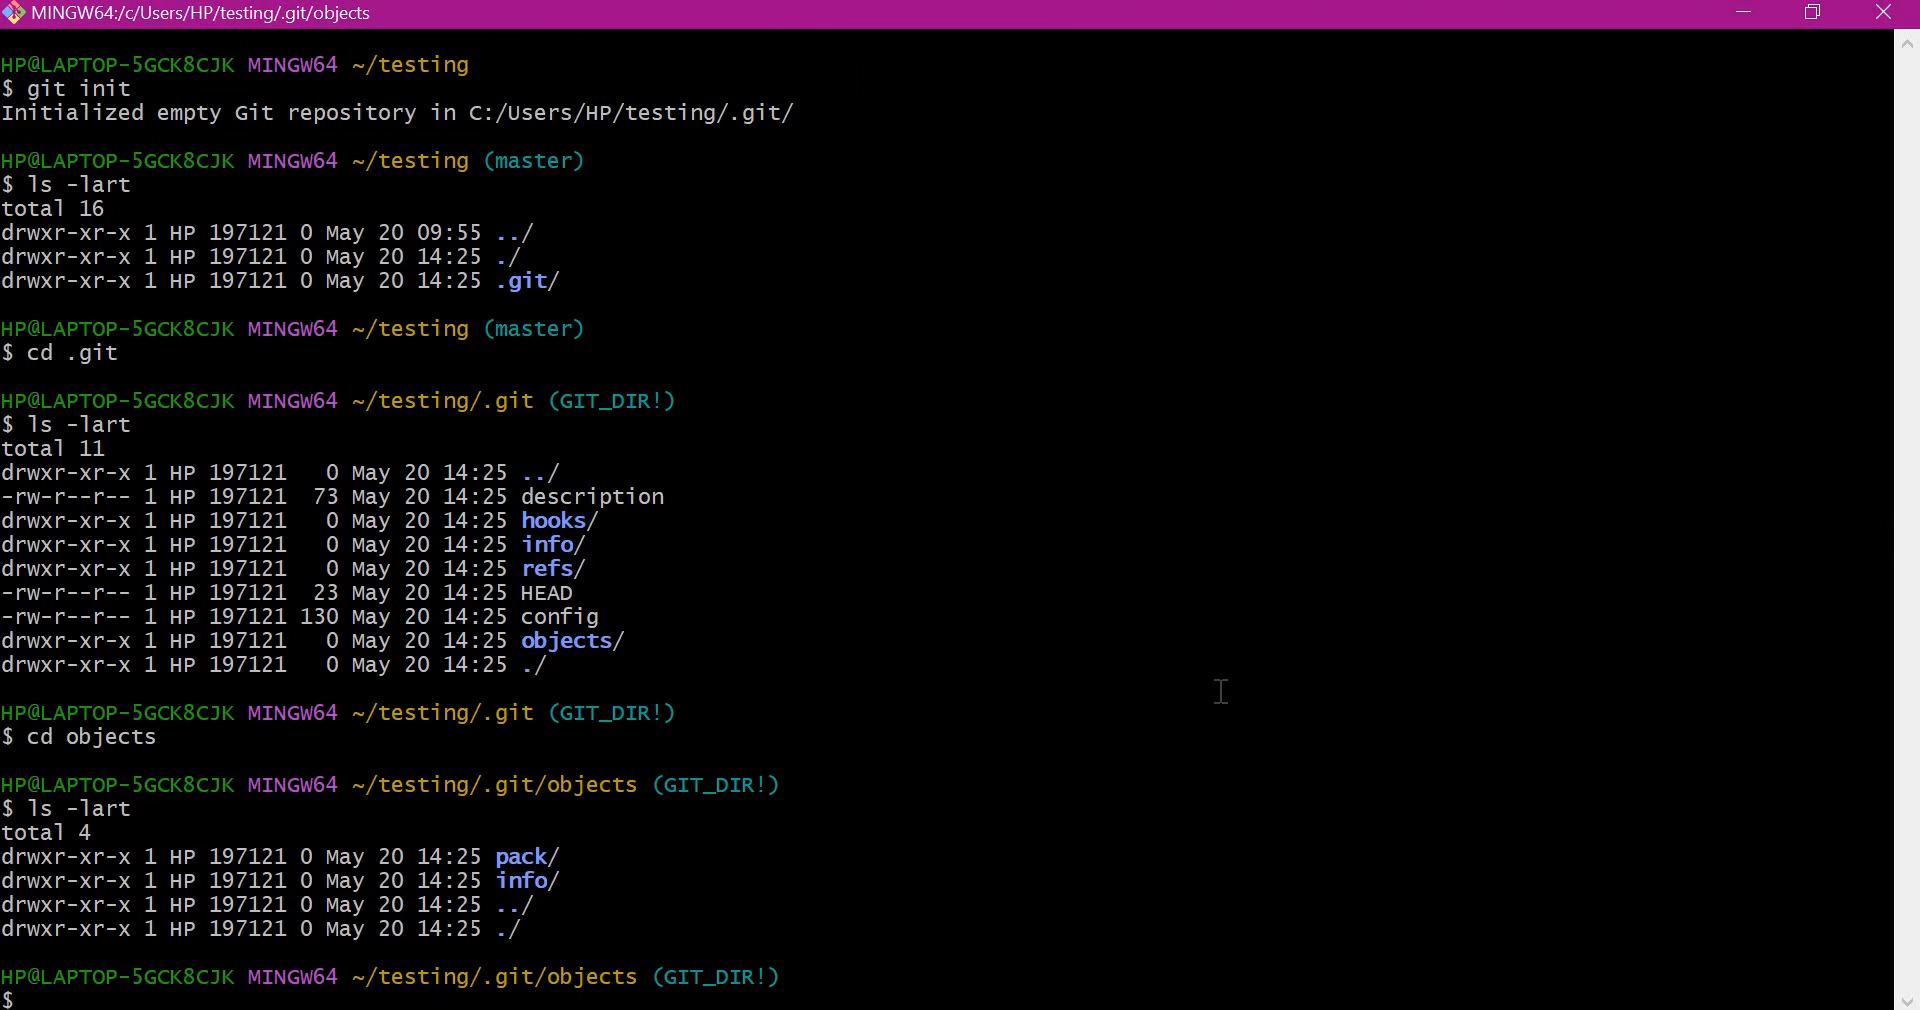 MINGW64:/c/Users/HP/testing/.git/objects
HP@LAPTOP-5GCK8CJK MINGW64 ~/testing
$ git init
Initialized empty Git repository in C:/Users/HP/testing/.git/
HP@LAPTOP-5GCK8CJK MINGW64 ~/testing (master)
$ ls -lart
total 16
drwxr-xr-x 1 HP 197121 0 May 20 09:55 ../
drwxr-xr-x 1 HP 197121 0 May 20 14:25 ./
drwxr-xr-x 1 HP 197121 0 May 20 14:25 .git/
HP@LAPTOP-5GCK8CJK MINGW64 ~/testing (master)
$ cd .git
HP@LAPTOP-5GCK8CJK MINGW64 ~/testing/.git (GIT_DIR!)
$ ls -lart
total 11
drwxr-xr-x 1 HP 197121   0 May 20 14:25 ../
-rw-r--r-- 1 HP 197121  73 May 20 14:25 description
drwxr-xr-x 1 HP 197121   0 May 20 14:25 hooks/
drwxr-xr-x 1 HP 197121   0 May 20 14:25 info/
drwxr-xr-x 1 HP 197121   0 May 20 14:25 refs/
-rw-r--r-- 1 HP 197121  23 May 20 14:25 HEAD
-rw-r--r-- 1 HP 197121 130 May 20 14:25 config
drwxr-xr-x 1 HP 197121   0 May 20 14:25 objects/
drwxr-xr-x 1 HP 197121   0 May 20 14:25 ./
HP@LAPTOP-5GCK8CJK MINGW64 ~/testing/.git (GIT_DIR!)
$ cd objects
HP@LAPTOP-5GCK8CJK MINGW64 ~/testing/.git/objects (GIT_DIR!)
$ ls -lart
total 4
drwxr-xr-x 1 HP 197121 0 May 20 14:25 pack/
drwxr-xr-x 1 HP 197121 0 May 20 14:25 info/
drwxr-xr-x 1 HP 197121 0 May 20 14:25 ../
drwxr-xr-x 1 HP 197121 0 May 20 14:25 ./
HP@LAPTOP-5GCK8CJK MINGW64 ~/testing/.git/objects (GIT_DIR!)
$